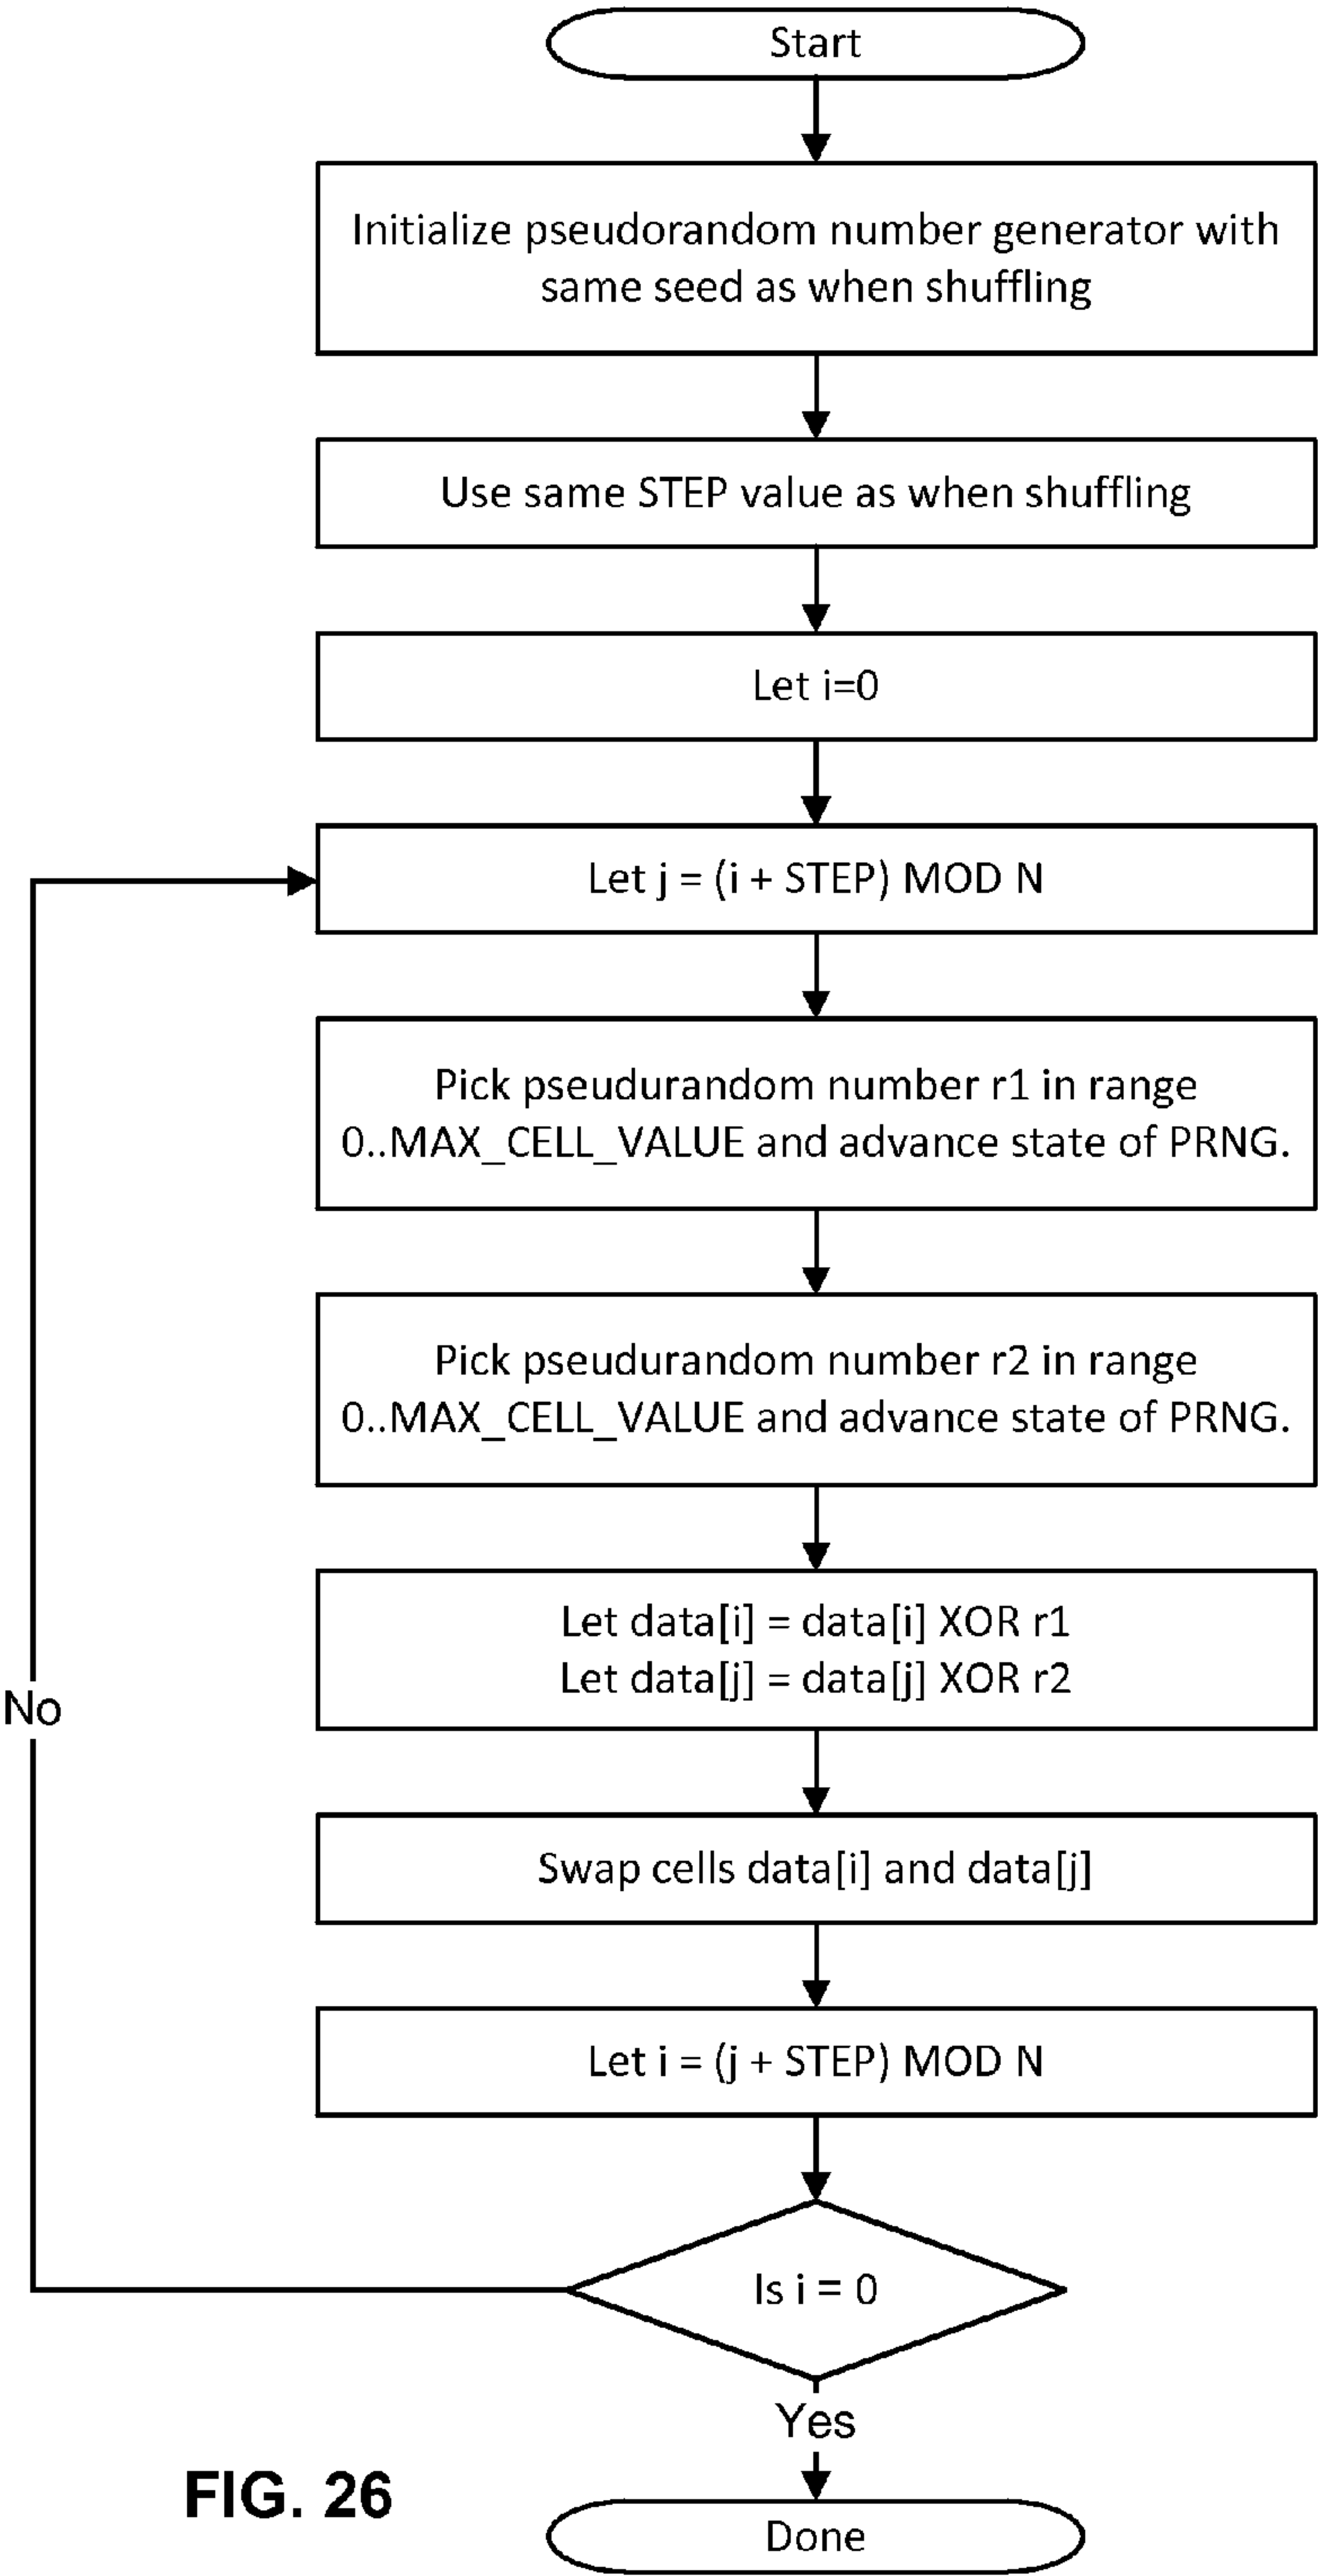 Start
Initialize pseudorandom number generator with
same seed as when shuffling
Use same STEP value as when shuffling
Let i=0
Let j = (i + STEP) MOD N
Pick pseudurandom number r1 in range
0..MAX_CELL_VALUE and advance state of PRNG.
Pick pseudurandom number r2 in range
0..MAX_CELL_VALUE and advance state of PRNG.
Let data[i] = data[i] XOR r1
Let data[j] = data[j] XOR r2
No
Swap cells data[i] and data[j]
Let i = (j + STEP) MOD N
Is i = 0
Yes
FIG. 26
Done